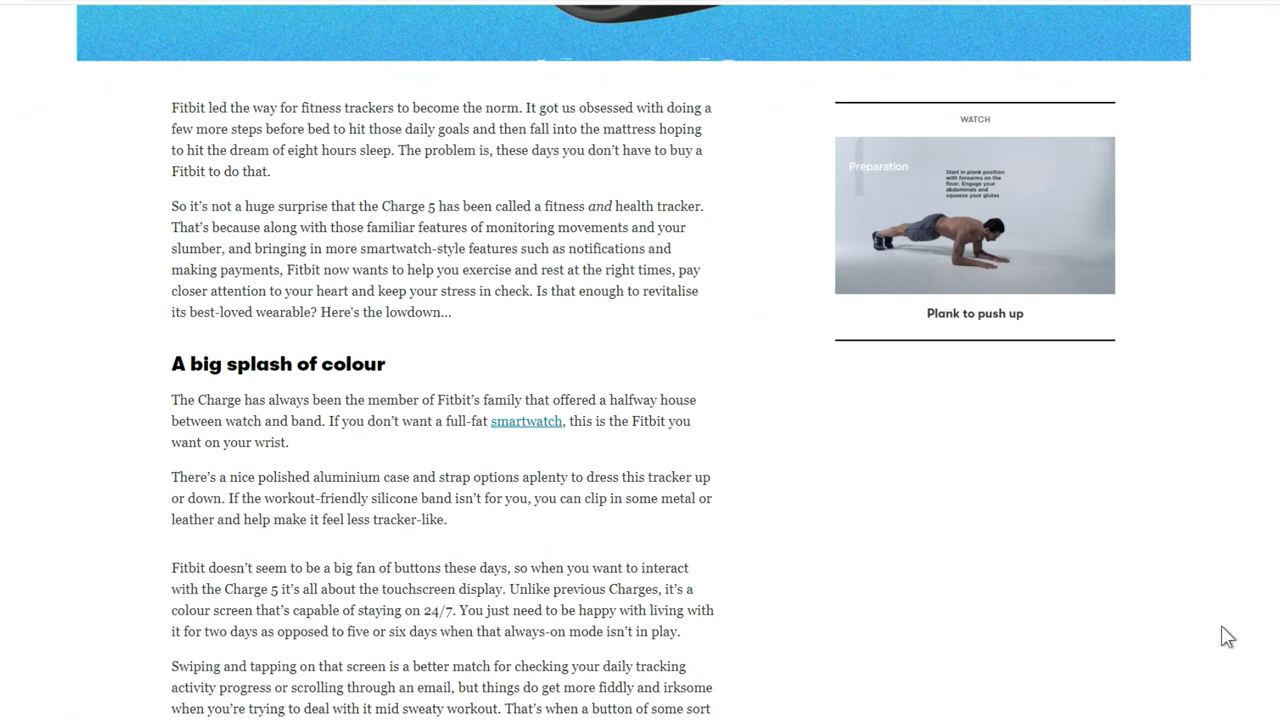 Fitbit led the way for fitness trackers to become the norm. It got us obsessed with doing a
few more steps before bed to hit those daily goals and then fall into the mattress hoping
to hit the dream of eight hours sleep. The problem is, these days you don’t have to buy a
Fitbit to do that.
So it’s not a huge surprise that the Charge 5 has been called a fitness and health tracker.
That’s because along with those familiar features of monitoring movements and your
slumber, and bringing in more smartwatch-style features such as notifications and
making payments, Fitbit now wants to help you exercise and rest at the right times, pay
closer attention to your heart and keep your stress in check. Is that enough to revitalise
its best-loved wearable? Here's the lowdown...
A big splash of colour
The Charge has always been the member of Fitbit’s family that offered a halfway house
between watch and band. If you don’t want a full-fat smartwatch, this is the Fitbit you
want on your wrist.
There’s a nice polished aluminium case and strap options aplenty to dress this tracker up
or down. If the workout-friendly silicone band isn’t for you, you can clip in some metal or
leather and help make it feel less tracker-like.
Fitbit doesn’t seem to be a big fan of buttons these days, so when you want to interact
with the Charge 5 it’s all about the touchscreen display. Unlike previous Charges, it’s a
colour screen that’s capable of staying on 24/7. You just need to be happy with living with
it for two days as opposed to five or six days when that always-on mode isn’t in play.
Swiping and tapping on that screen is a better match for checking your daily tracking
activity progress or scrolling through an email, but things do get more fiddly and irksome
when you’re trying to deal with it mid sweaty workout. That’s when a button of some sort
WATCH
Preparation
Start in plank position
with forearms on the
floor. Engage your
abdominals and
squeeze your glutes
Plank to push up